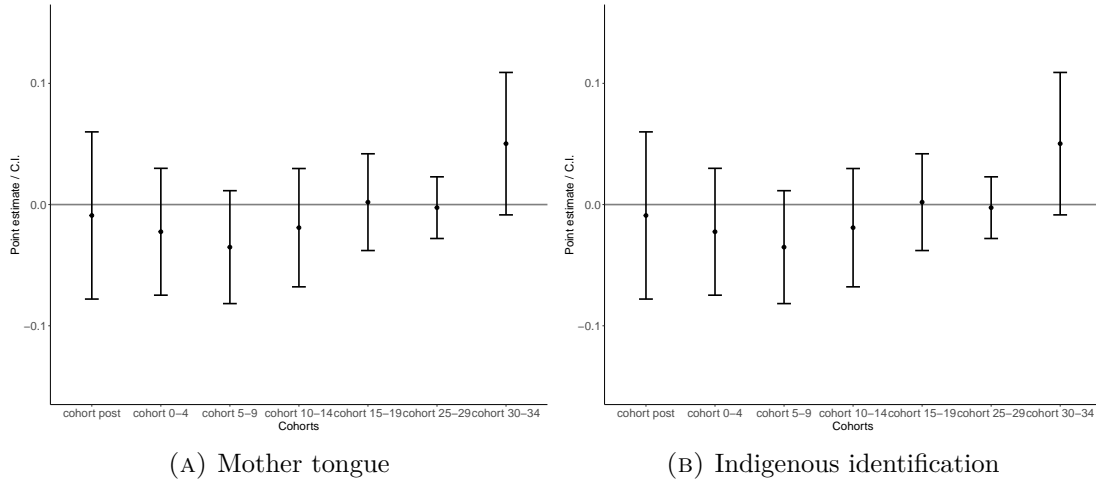 0.1
0.0
−0.1
Point estimate / C.I.
cohort post cohort 0−4 cohort 5−9 cohort 10−14 cohort 15−19 cohort 25−29 cohort 30−34
Cohorts
(A) Mother tongue
0.1
0.0
−0.1
Point estimate / C.I.
cohort post cohort 0−4 cohort 5−9 cohort 10−14 cohort 15−19 cohort 25−29 cohort 30−34
Cohorts
(B) Indigenous identification